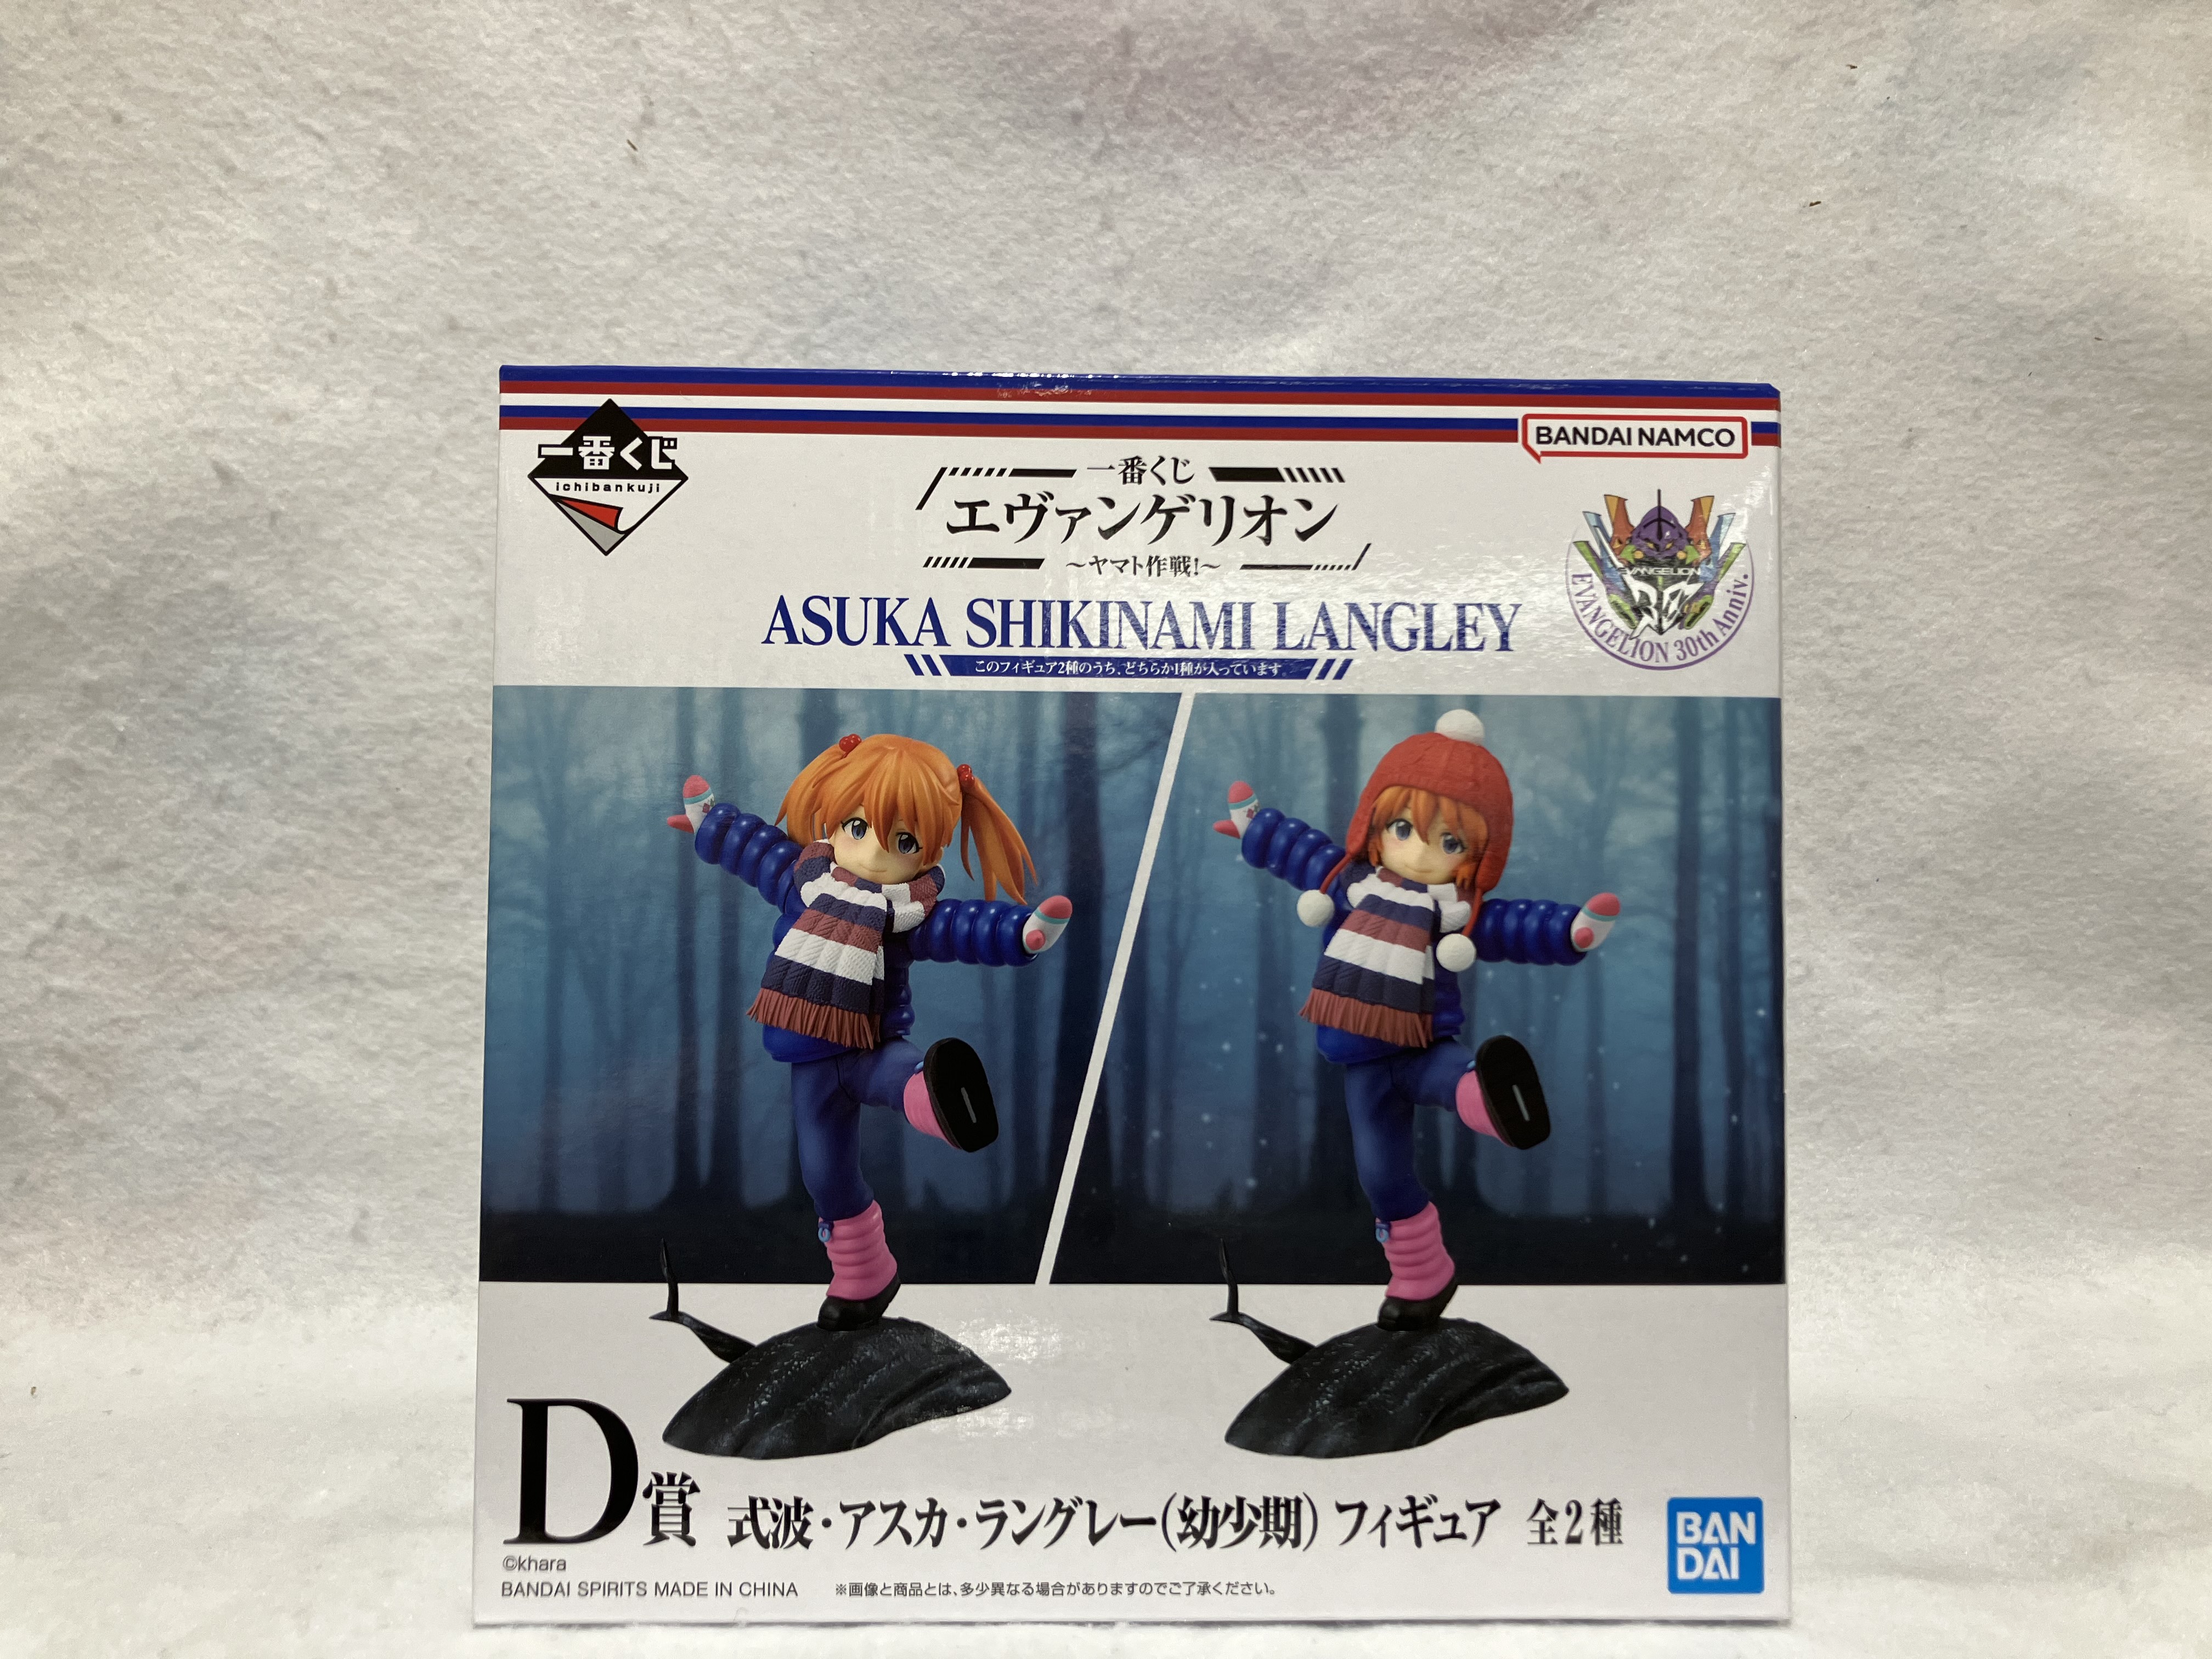 一番くじ
ichibankuji
BANDAI NAMCO
一番くじ
エヴァンゲリオン
～ヤマト作戦!～
EVANGELION
EVANGELION 30th Anniv.
ASUKA SHIKINAMI LANGLEY
このフィギュア2種のうち、どちらか1種が入っています。
D賞 式波・アスカ・ラングレー(幼少期) フィギュア 全2種
©khara
BANDAI SPIRITS MADE IN CHINA ※画像と商品とは、多少異なる場合がありますのでご了承ください。
BAN
DAI